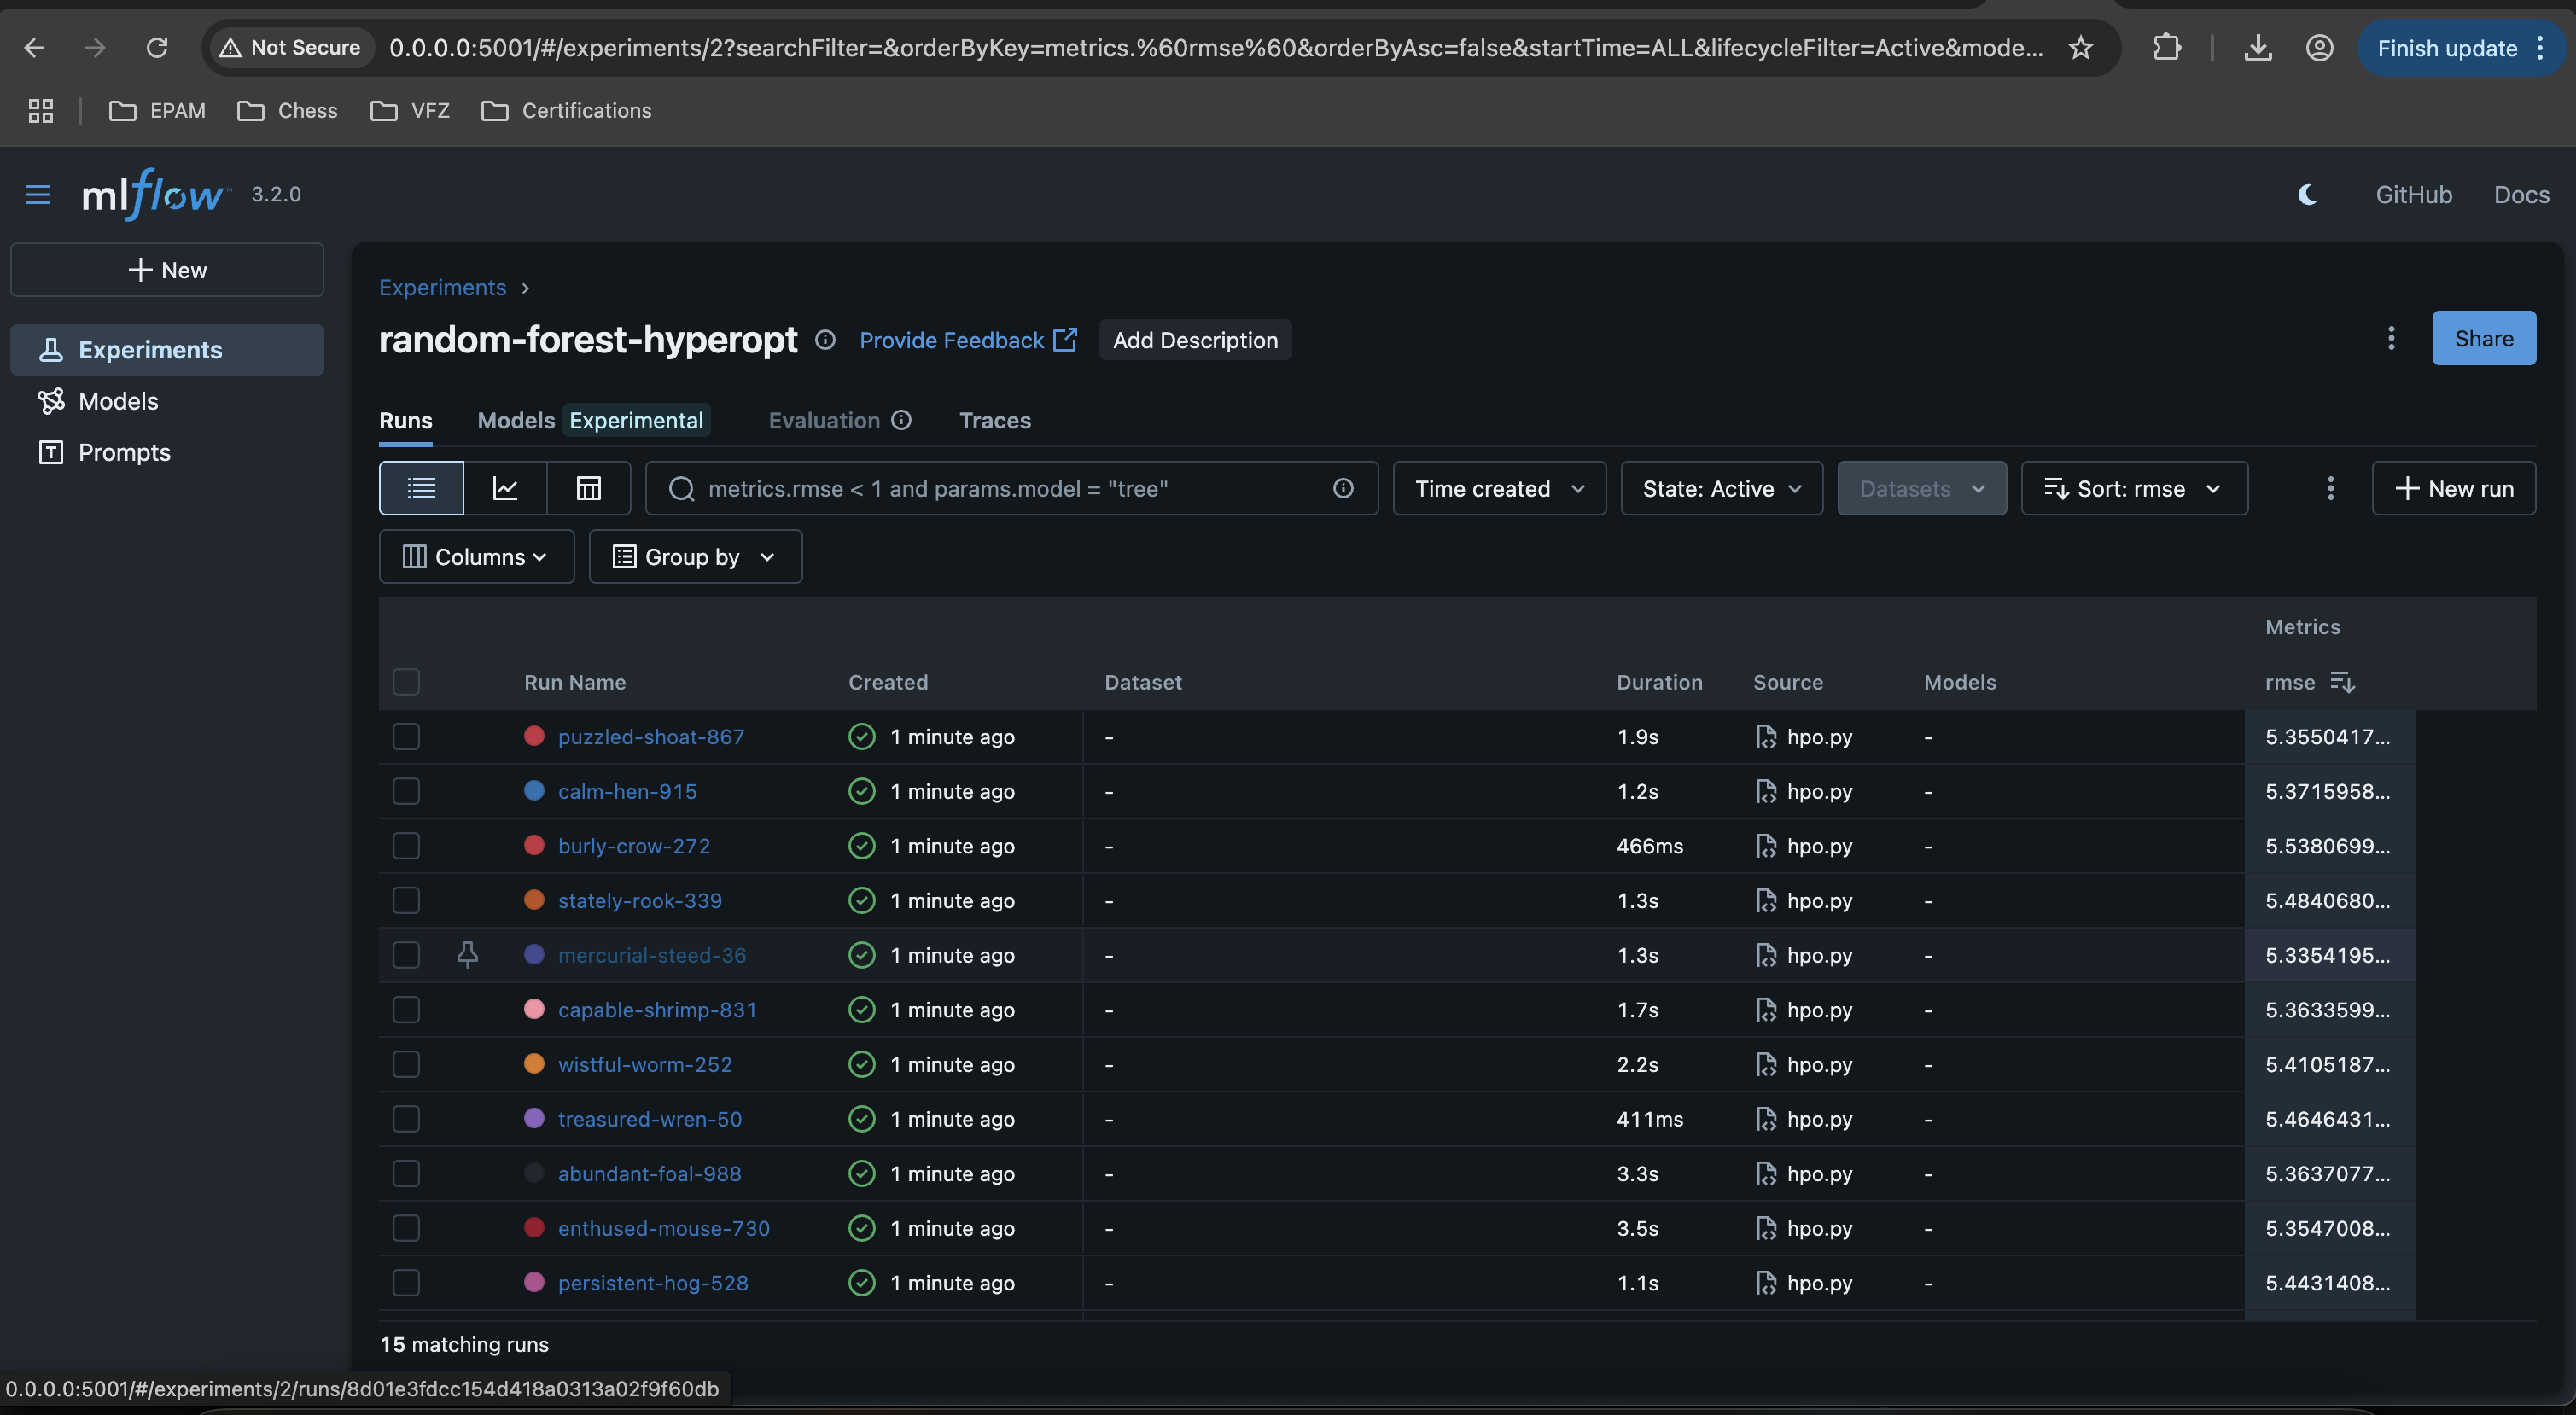 Not Secure 0.0.0.0:5001/#/experiments/2?searchFilter=&orderByKey=metrics.%60rmse%60&orderByAsc=false&startTime=ALL&lifecycleFilter=Active&mode... Finish update
EPAM Chess VFZ Certifications
mlflow™ 3.2.0 GitHub Docs
New
Experiments
Models
Prompts
Experiments
random-forest-hyperopt Provide Feedback Add Description Share
Runs Models Experimental Evaluation Traces
metrics.rmse < 1 and params.model = "tree" Time created State: Active Datasets Sort: rmse New run
Columns Group by
Metrics
Run Name Created Dataset Duration Source Models rmse
puzzled-shoat-867 1 minute ago - 1.9s hpo.py - 5.3550417...
calm-hen-915 1 minute ago - 1.2s hpo.py - 5.3715958...
burly-crow-272 1 minute ago - 466ms hpo.py - 5.5380699...
stately-rook-339 1 minute ago - 1.3s hpo.py - 5.4840680...
mercurial-steed-36 1 minute ago - 1.3s hpo.py - 5.3354195...
capable-shrimp-831 1 minute ago - 1.7s hpo.py - 5.3633599...
wistful-worm-252 1 minute ago - 2.2s hpo.py - 5.4105187...
treasured-wren-50 1 minute ago - 411ms hpo.py - 5.4646431...
abundant-foal-988 1 minute ago - 3.3s hpo.py - 5.3637077...
enthused-mouse-730 1 minute ago - 3.5s hpo.py - 5.3547008...
persistent-hog-528 1 minute ago - 1.1s hpo.py - 5.4431408...
15 matching runs
0.0.0.0:5001/#/experiments/2/runs/8d01e3fdcc154d418a0313a02f9f60db